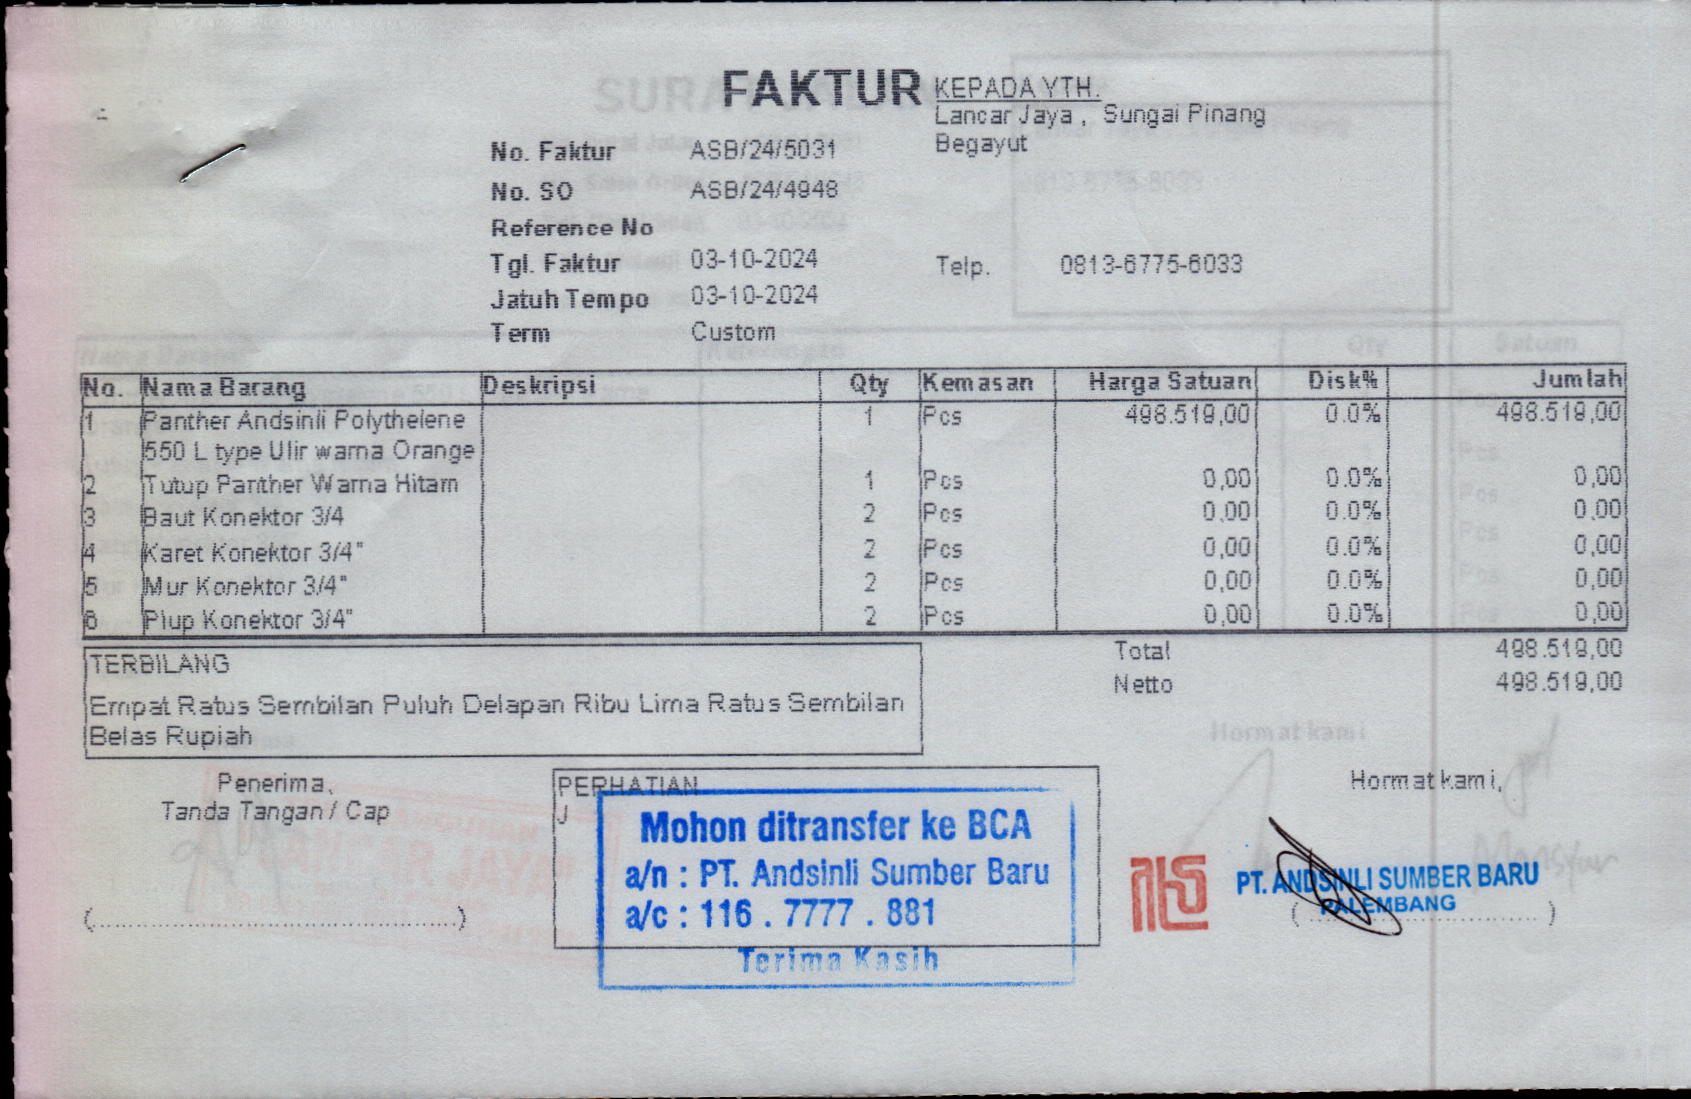 FAKTUR
KEPADA YTH.
Lancar Jaya , Sungai Pinang
Begayut
No. Faktur ASB/24/5031
No. SO ASB/24/4948
Reference No
Tgl. Faktur 03-10-2024
Telp. 0813-6775-6033
Jatuh Tempo 03-10-2024
Term Custom
No. Nama Barang Deskripsi Qty Kemasan Harga Satuan Disk% Jumlah
1 Panther Andsinli Polythelene 1 Pcs 498.519,00 0.0% 498.519,00
550 L type Ulir warna Orange
2 Tutup Panther Warna Hitam 1 Pcs 0,00 0.0% 0,00
3 Baut Konektor 3/4 2 Pcs 0,00 0.0% 0,00
4 Karet Konektor 3/4" 2 Pcs 0,00 0.0% 0,00
5 Mur Konektor 3/4" 2 Pcs 0,00 0.0% 0,00
6 Plup Konektor 3/4" 2 Pcs 0,00 0.0% 0,00
Total 498.519,00
Netto 498.519,00
TERBILANG
Empat Ratus Sembilan Puluh Delapan Ribu Lima Ratus Sembilan
Belas Rupiah
Penerima,
Tanda Tangan / Cap
PERHATIAN
J
Mohon ditransfer ke BCA
a/n : PT. Andsinli Sumber Baru
a/c : 116 . 7777 . 881
Terima Kasih
Hormat kami,
PT. ANDSINLI SUMBER BARU
PALEMBANG